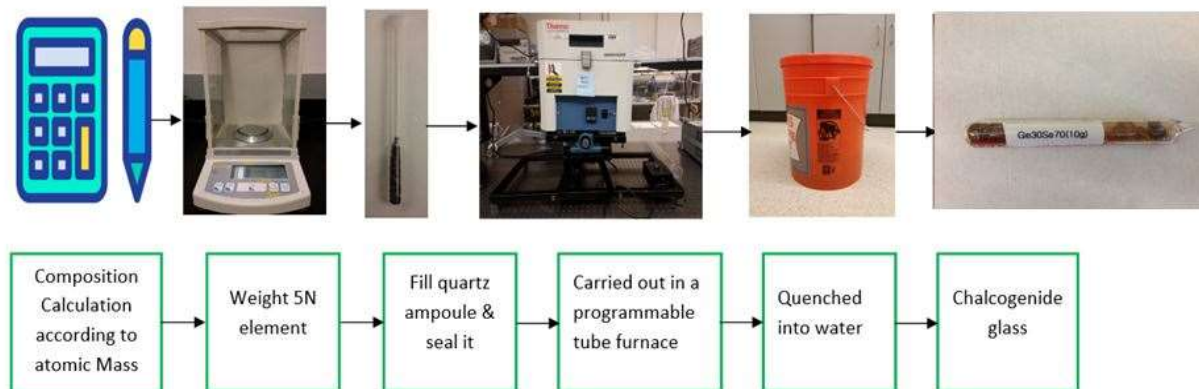 Thermo
Ge30Se70(10g)
Composition
Calculation
according to
atomic Mass
Weight 5N
element
Fill quartz
ampoule &
seal it
Carried out in a
programmable
tube furnace
Quenched
into water
Chalcogenide
glass